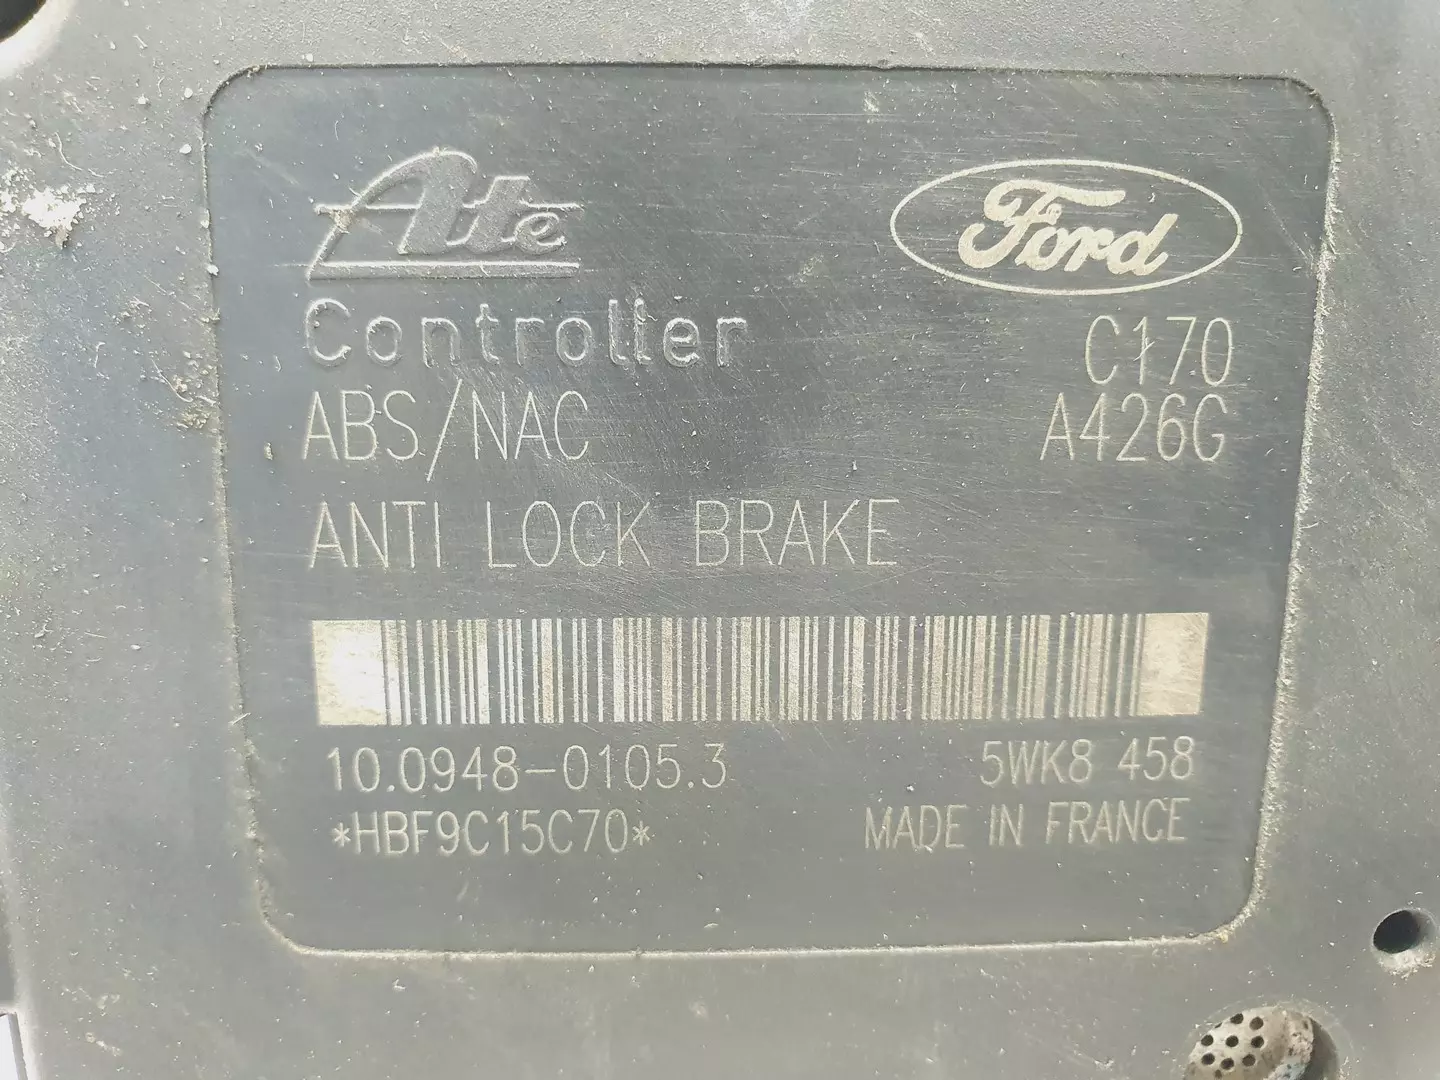 Ate Ford
Controller C170
ABS/NAC A426G
ANTI LOCK BRAKE
10.0948-0105.3 5WK8 458
*HBF9C15C70* MADE IN FRANCE